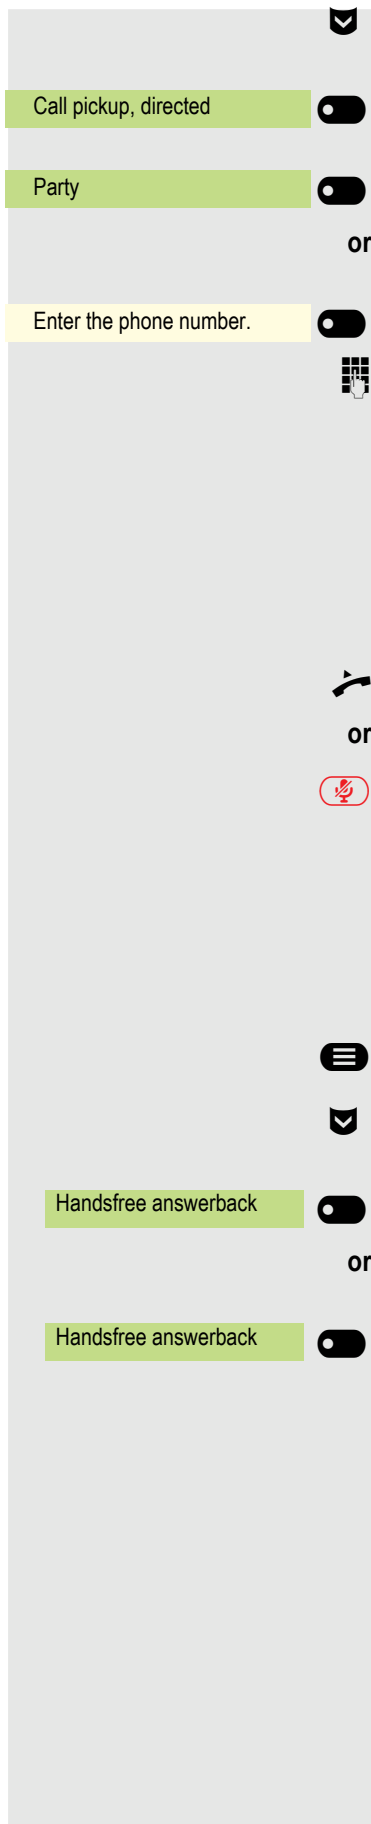 Call pickup, directed
Party
or
Enter the phone number.
or
Handsfree answerback
or
Handsfree answerback